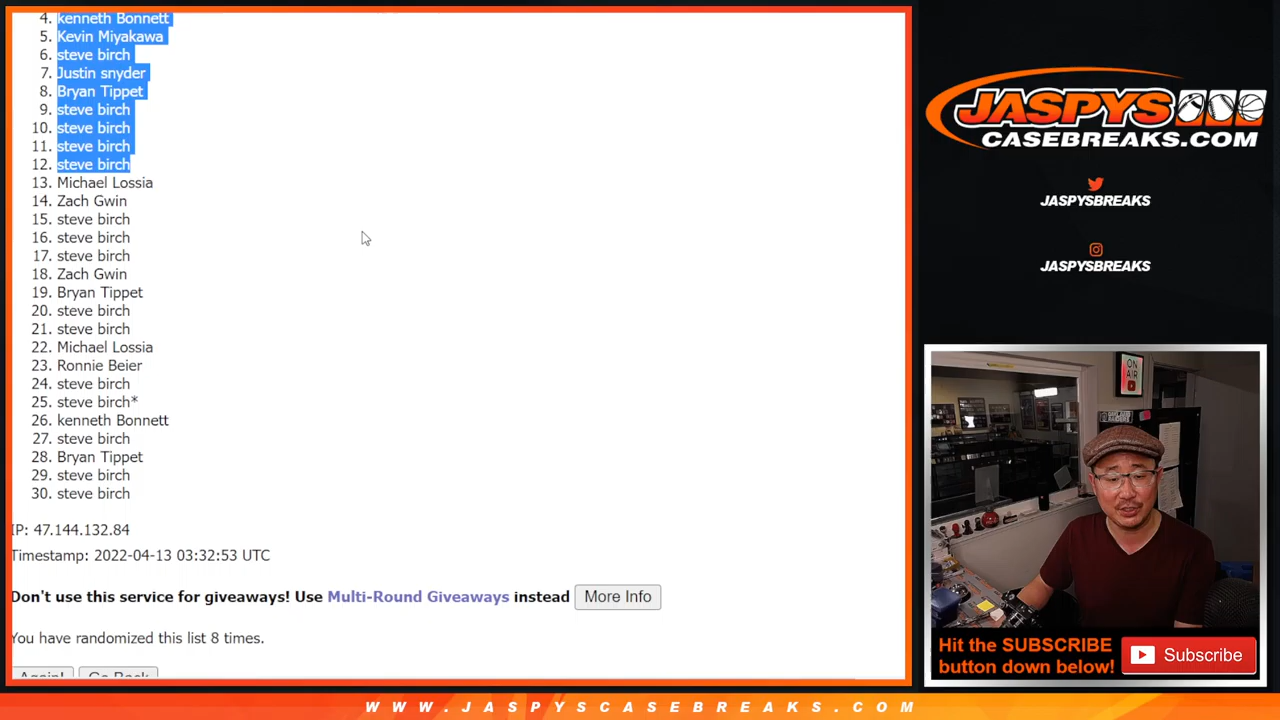 4. kenneth Bonnett
5. Kevin Miyakawa
6. steve birch
7. Justin snyder
8. Bryan Tippet
9. steve birch
10. steve birch
11. steve birch
12. steve birch
13. Michael Lossia
14. Zach Gwin
15. steve birch
16. steve birch
17. steve birch
18. Zach Gwin
19. Bryan Tippet
20. steve birch
21. steve birch
22. Michael Lossia
23. Ronnie Beier
24. steve birch
25. steve birch*
26. kenneth Bonnett
27. steve birch
28. Bryan Tippet
29. steve birch
30. steve birch
IP: 47.144.132.84
Timestamp: 2022-04-13 03:32:53 UTC
Don't use this service for giveaways! Use Multi-Round Giveaways instead More Info
You have randomized this list 8 times.
Again! Go Back
JASPYS
CASEBREAKS.COM
JASPYSBREAKS
JASPYSBREAKS
ON
AIR
Hit the SUBSCRIBE
button down below!
Subscribe
WWW.JASPYSCASEBREAKS.COM